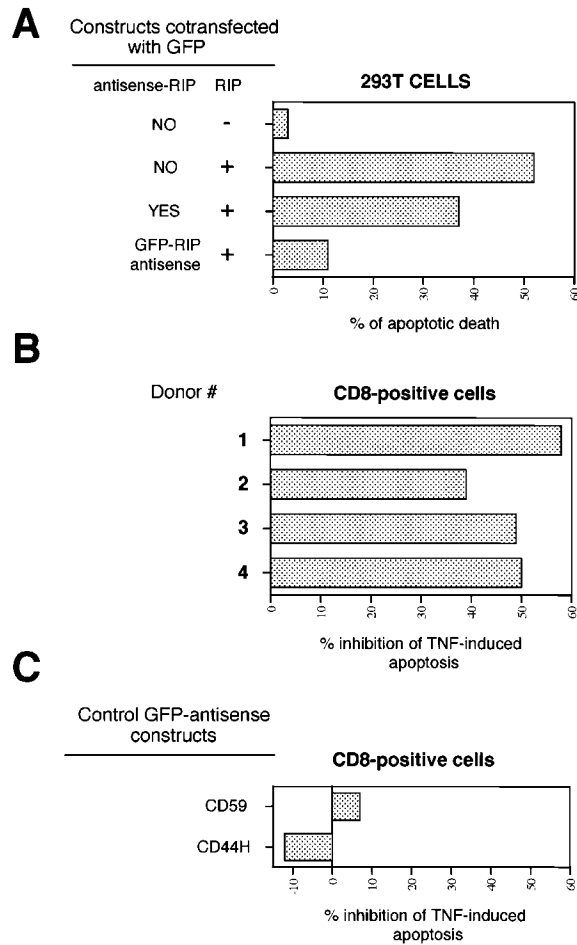 A
Constructs cotransfected
with GFP
antisense-RIP RIP
293T CELLS
NO -
NO +
YES +
GFP-RIP
antisense +
0 10 20 30 40 50 60
% of apoptotic death
B
Donor # CD8-positive cells
1
2
3
4
0 10 20 30 40 50 60
% inhibition of TNF-induced
apoptosis
C
Control GFP-antisense
constructs
CD8-positive cells
CD59
CD44H
-10 0 10 20 30 40 50 60
% inhibition of TNF-induced
apoptosis